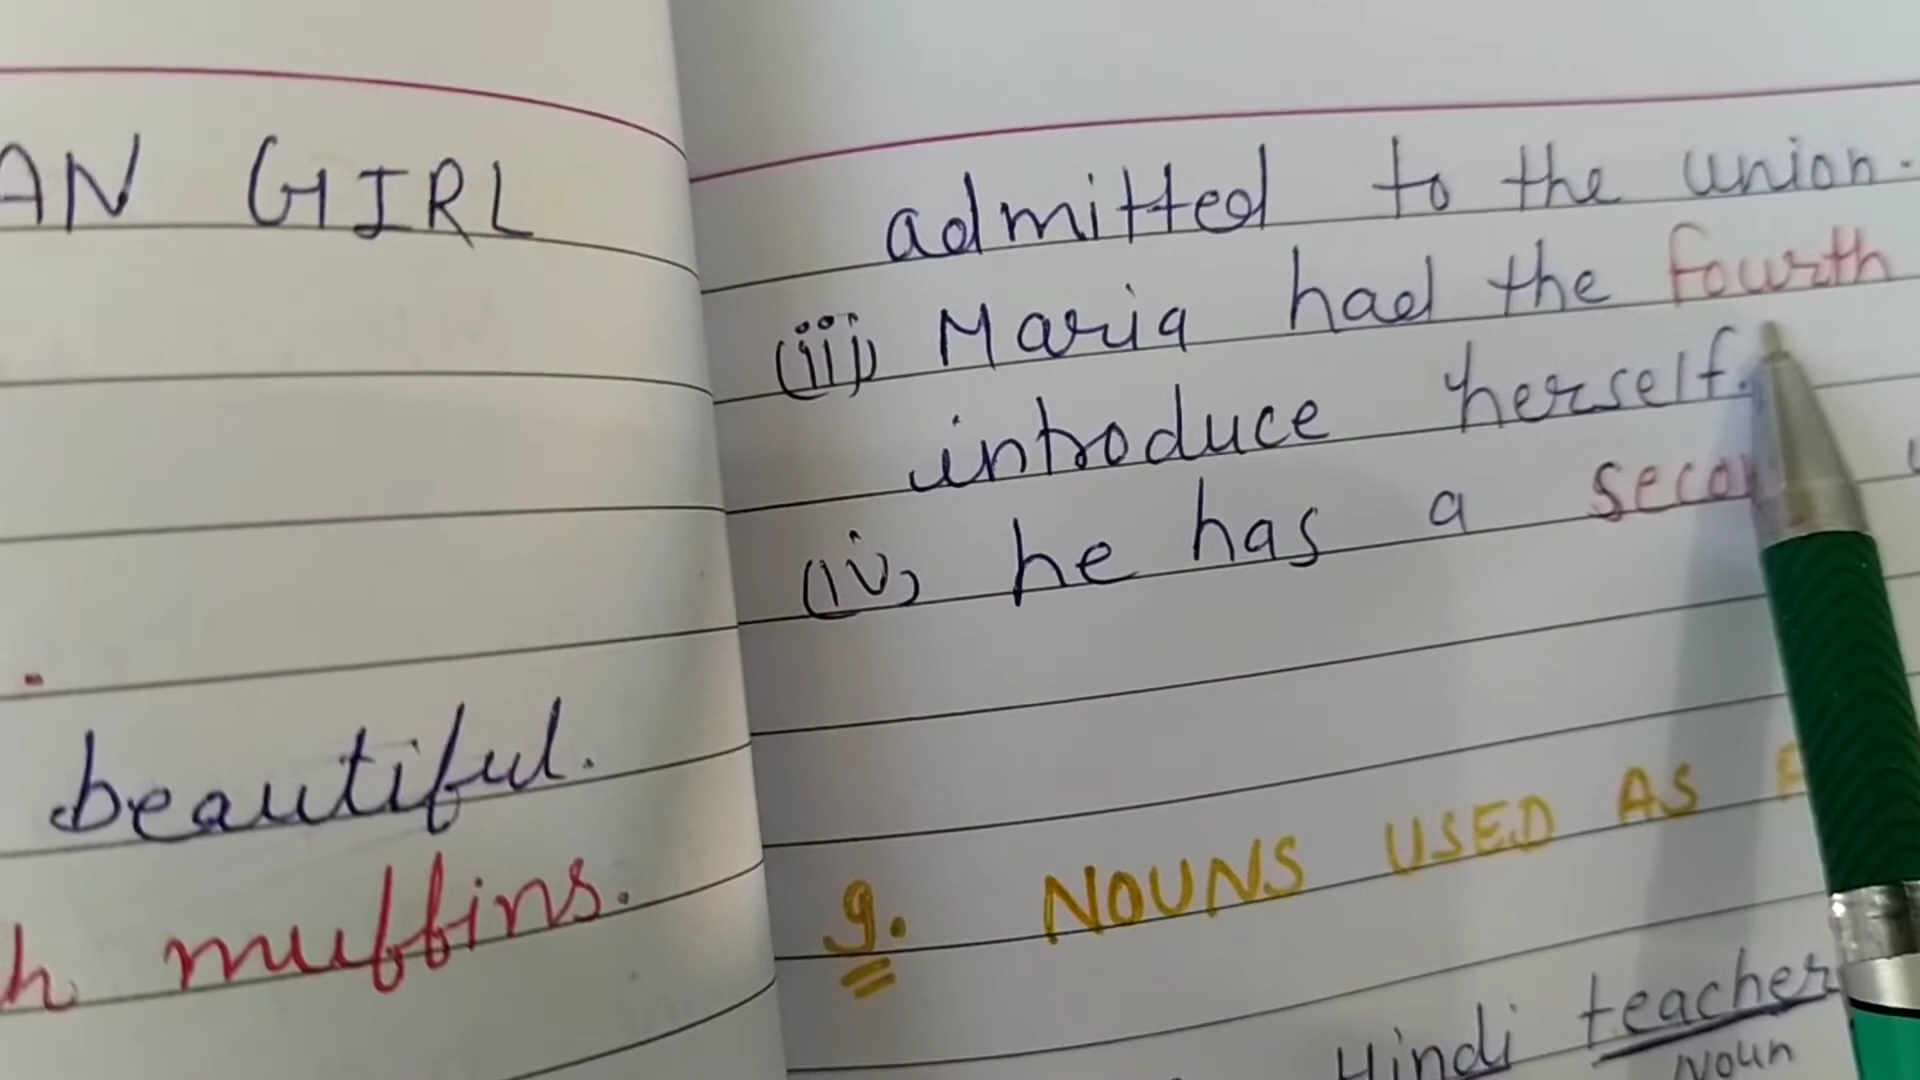 AN GIRL
beautiful.
h muffins.
admitted to the union.
(iii) Maria had the fourth
introduce herself.
(iv) he has a
9. NOUNS USED AS
Hindi teacher
Noun